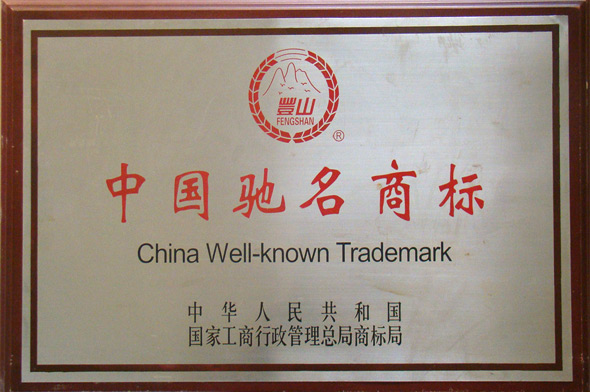 豐山
FENGSHAN
®
中国驰名商标
China Well-known Trademark
中华人民共和国
国家工商行政管理总局商标局